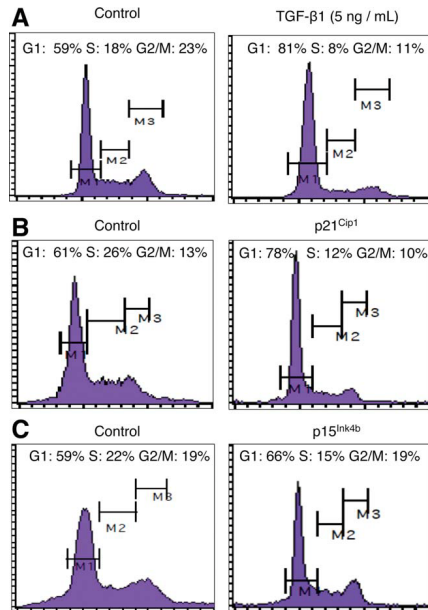 A
Control
TGF-β1 (5 ng / mL)
G1: 59% S: 18% G2/M: 23%
G1: 81% S: 8% G2/M: 11%
M1
M2
M3
M1
M2
M3
B
Control
p21Cip1
G1: 61% S: 26% G2/M: 13%
G1: 78% S: 12% G2/M: 10%
M1
M2
M3
M
M2
M3
C
Control
p15Ink4b
G1: 59% S: 22% G2/M: 19%
G1: 66% S: 15% G2/M: 19%
M1
M2
M3
M
M2
M3